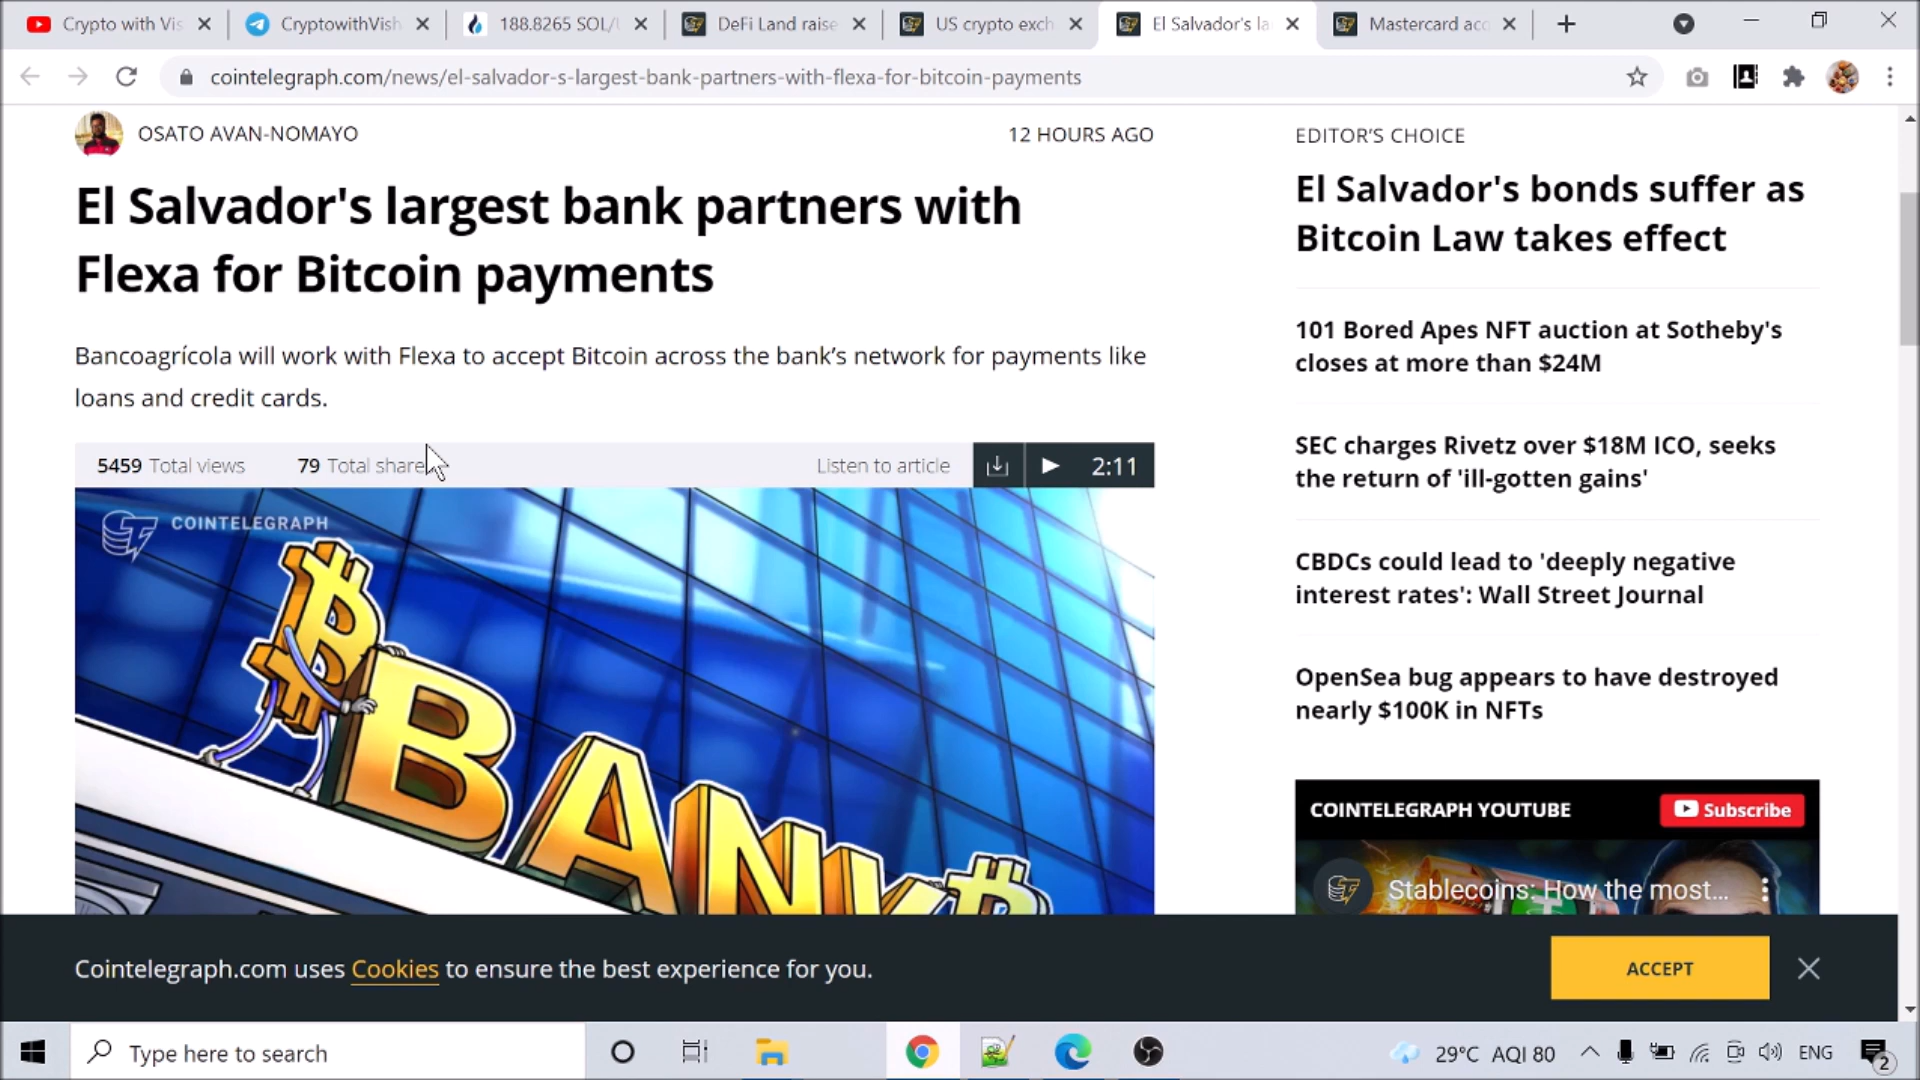 Crypto with Vis
CryptowithVish
188.8265 SOL/
DeFi Land raise
US crypto exch
El Salvador's la
Mastercard acq
cointelegraph.com/news/el-salvador-s-largest-bank-partners-with-flexa-for-bitcoin-payments
OSATO AVAN-NOMAYO
12 HOURS AGO
El Salvador's largest bank partners with
Flexa for Bitcoin payments
Bancoagrícola will work with Flexa to accept Bitcoin across the bank’s network for payments like
loans and credit cards.
5459 Total views
79 Total share
Listen to article
2:11
COINTELEGRAPH
BANK
EDITOR’S CHOICE
El Salvador's bonds suffer as
Bitcoin Law takes effect
101 Bored Apes NFT auction at Sotheby's
closes at more than $24M
SEC charges Rivetz over $18M ICO, seeks
the return of 'ill-gotten gains'
CBDCs could lead to 'deeply negative
interest rates': Wall Street Journal
OpenSea bug appears to have destroyed
nearly $100K in NFTs
COINTELEGRAPH YOUTUBE
Subscribe
Stablecoins: How the most...
Cointelegraph.com uses Cookies to ensure the best experience for you.
ACCEPT
Type here to search
29°C AQI 80
ENG
2